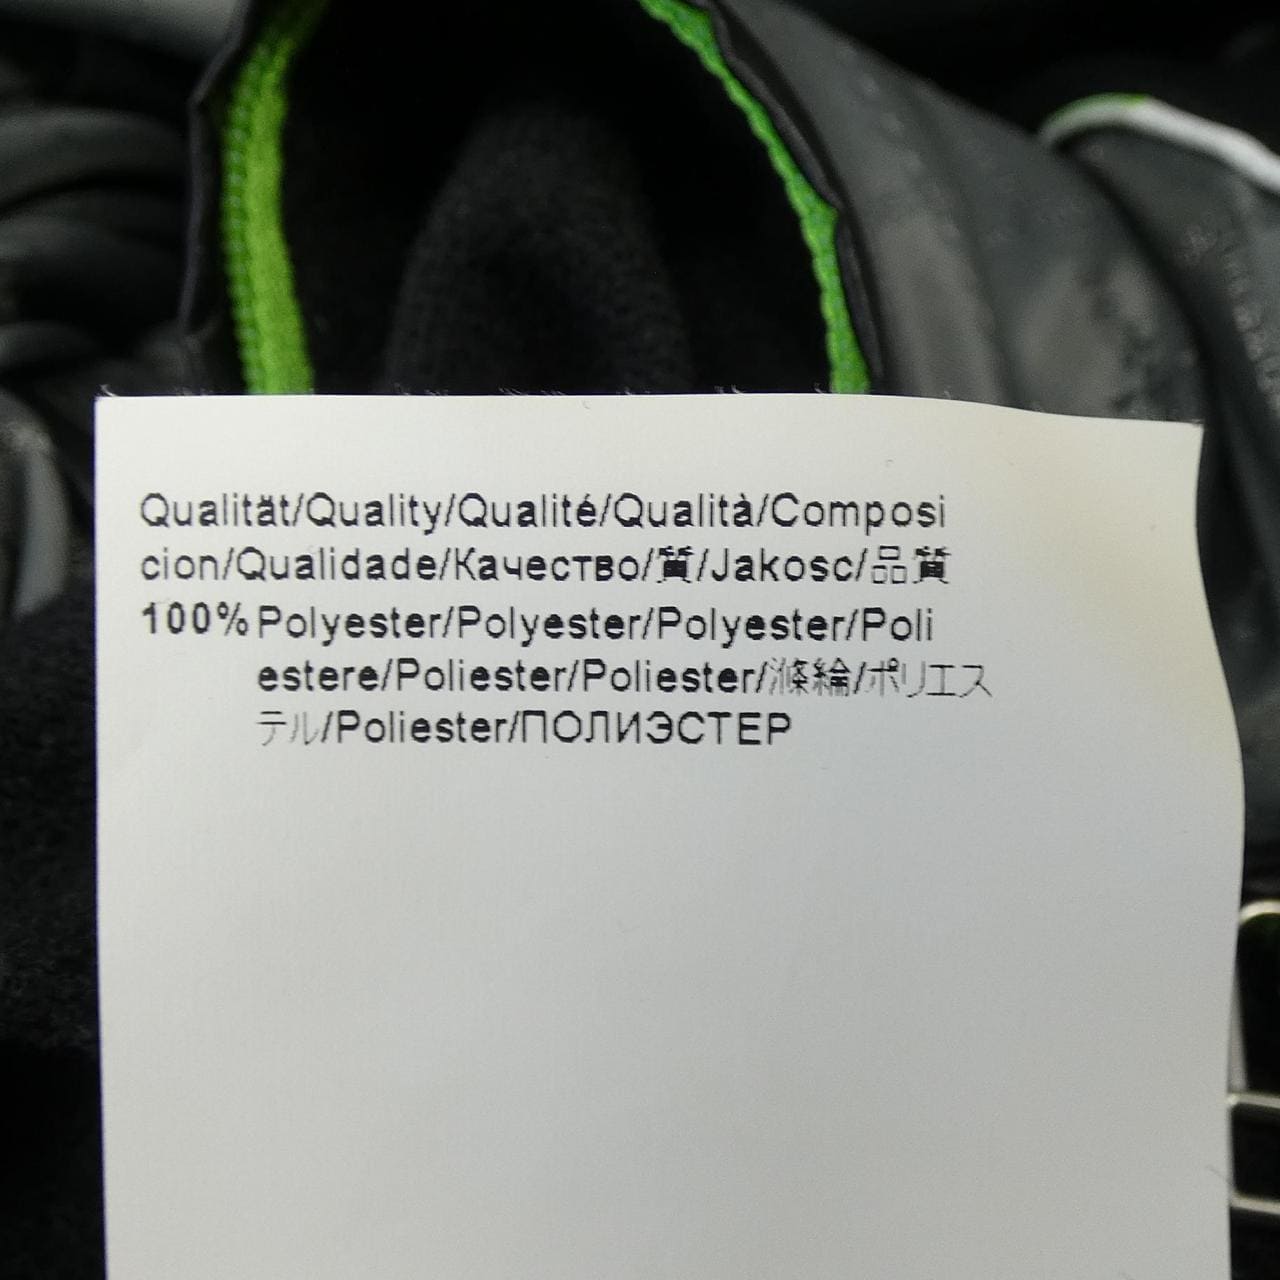 Qualität/Quality/Qualité/Qualità/Composi
cion/Qualidade/Качество/質/Jakosc/品質
100% Polyester/Polyester/Polyester/Poli
estere/Poliester/Poliester/滌綸/ポリエス
テル/Poliester/ПОЛИЭСТЕР